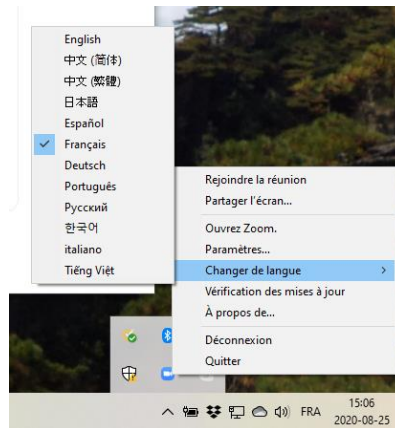 English
中文 (简体)
中文 (繁體)
日本語
Español
Français
Deutsch
Português
Русский
한국어
italiano
Tiếng Việt
Rejoindre la réunion
Partager l'écran...
Ouvrez Zoom.
Paramètres...
Changer de langue
Vérification des mises à jour
À propos de...
Déconnexion
Quitter
FRA
15:06
2020-08-25